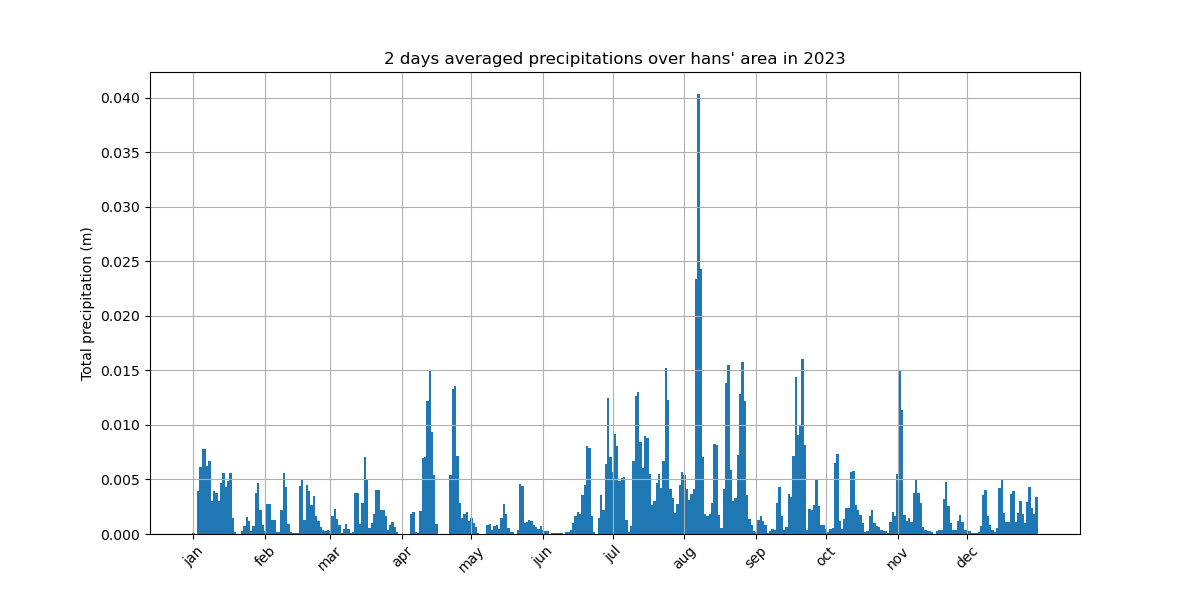 2 days averaged precipitations over hans' area in 2023
Total precipitation (m)
0.040
0.035
0.030
0.025
0.020
0.015
0.010
0.005
0.000
jan
feb
mar
apr
may
jun
jul
aug
sep
oct
nov
dec